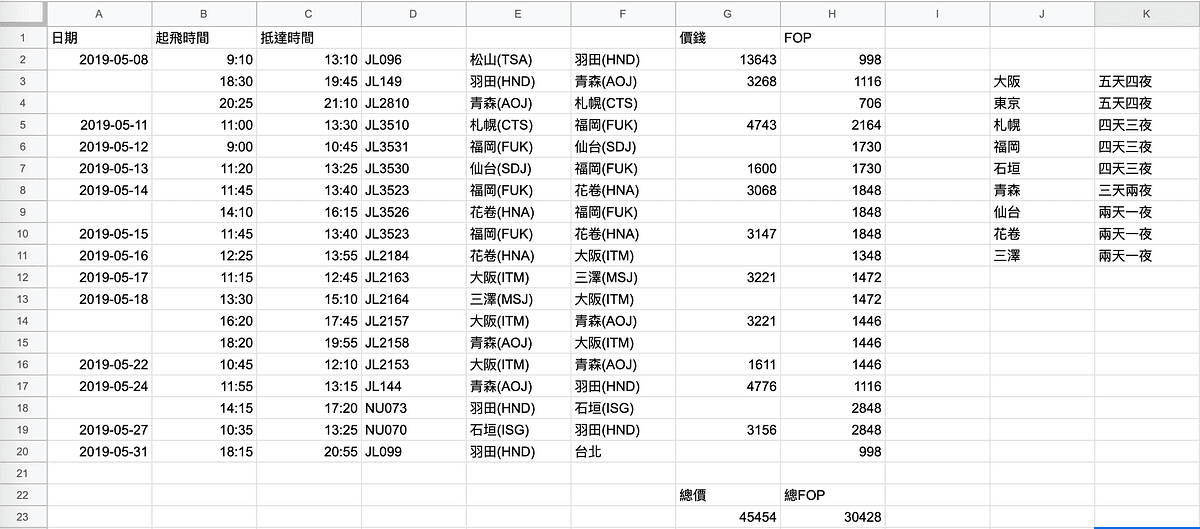 A B C D E F G H I J K
1 日期 起飛時間 抵達時間 價錢 FOP
2 2019-05-08 9:10 13:10 JL096 松山(TSA) 羽田(HND) 13643 998
3 18:30 19:45 JL149 羽田(HND) 青森(AOJ) 3268 1116 大阪 五天四夜
4 20:25 21:10 JL2810 青森(AOJ) 札幌(CTS) 706 東京 五天四夜
5 2019-05-11 11:00 13:30 JL3510 札幌(CTS) 福岡(FUK) 4743 2164 札幌 四天三夜
6 2019-05-12 9:00 10:45 JL3531 福岡(FUK) 仙台(SDJ) 1730 福岡 四天三夜
7 2019-05-13 11:20 13:25 JL3530 仙台(SDJ) 福岡(FUK) 1600 1730 石垣 四天三夜
8 2019-05-14 11:45 13:40 JL3523 福岡(FUK) 花卷(HNA) 3068 1848 青森 三天兩夜
9 14:10 16:15 JL3526 花卷(HNA) 福岡(FUK) 1848 仙台 兩天一夜
10 2019-05-15 11:45 13:40 JL3523 福岡(FUK) 花卷(HNA) 3147 1848 花卷 兩天一夜
11 2019-05-16 12:25 13:55 JL2184 花卷(HNA) 大阪(ITM) 1348 三澤 兩天一夜
12 2019-05-17 11:15 12:45 JL2163 大阪(ITM) 三澤(MSJ) 3221 1472
13 2019-05-18 13:30 15:10 JL2164 三澤(MSJ) 大阪(ITM) 1472
14 16:20 17:45 JL2157 大阪(ITM) 青森(AOJ) 3221 1446
15 18:20 19:55 JL2158 青森(AOJ) 大阪(ITM) 1446
16 2019-05-22 10:45 12:10 JL2153 大阪(ITM) 青森(AOJ) 1611 1446
17 2019-05-24 11:55 13:15 JL144 青森(AOJ) 羽田(HND) 4776 1116
18 14:15 17:20 NU073 羽田(HND) 石垣(ISG) 2848
19 2019-05-27 10:35 13:25 NU070 石垣(ISG) 羽田(HND) 3156 2848
20 2019-05-31 18:15 20:55 JL099 羽田(HND) 台北 998
21
22 總價 總FOP
23 45454 30428